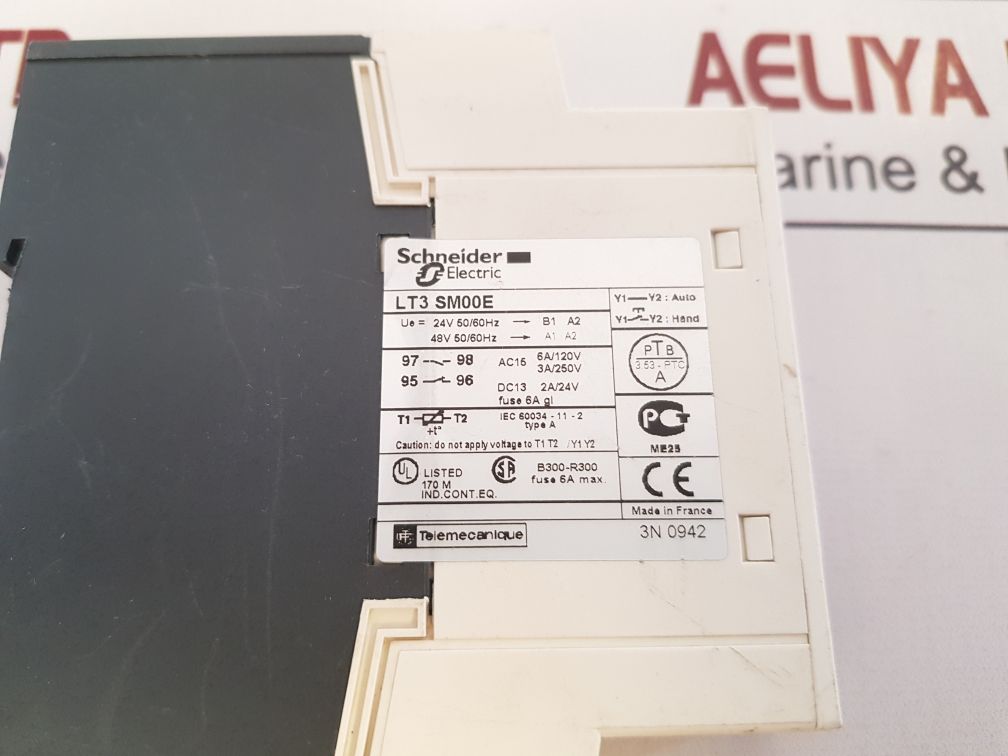 AELIYA
arine &
Schneider
Electric
LT3 SM00E
Ue = 24V 50/60Hz → B1 A2
48V 50/60Hz → A1 A2
97 98 AC15 6A/120V
3A/250V
95 96 DC13 2A/24V
fuse 6A gl
T1 T2 IEC 60034 - 11 - 2
+t° type A
Caution: do not apply voltage to T1 T2 / Y1 Y2
UL LISTED
170 M
IND.CONT.EQ.
SA B300-R300
fuse 6A max.
Y1 Y2 : Auto
Y1 Y2 : Hand
PTB
3.53 - PTC
A
PCT
ME25
CE
Made in France
Telemecanique
3N 0942